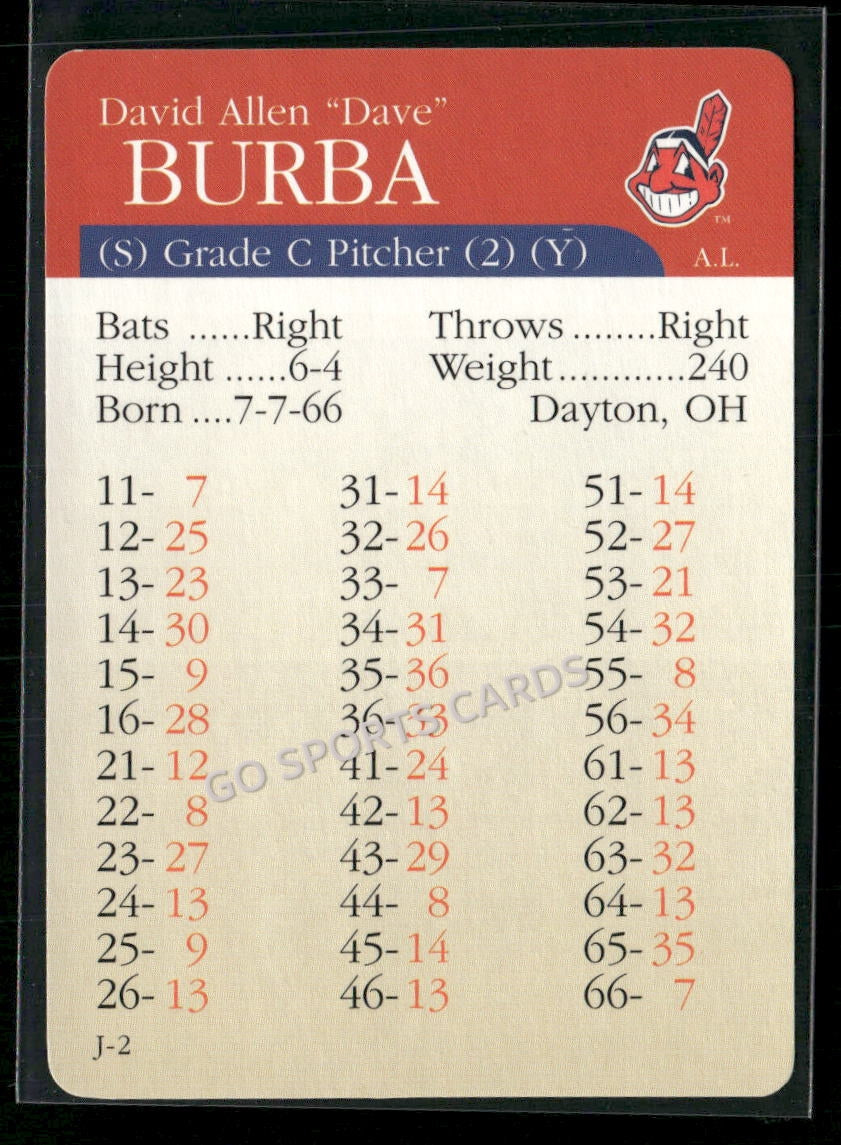 David Allen “Dave”
BURBA
TM
(S) Grade C Pitcher (2) (Ȳ)
A.L.
Bats ......Right Throws ........Right
Height ......6-4 Weight............240
Born ....7-7-66 Dayton, OH
11- 7 31-14 51-14
12-25 32-26 52-27
13-23 33- 7 53-21
14-30 34-31 54-32
15- 9 35-36 55- 8
16-28 36-33 56-34
21-12 41-24 61-13
22- 8 42-13 62-13
23-27 43-29 63-32
24-13 44- 8 64-13
25- 9 45-14 65-35
26-13 46-13 66- 7
J-2
GO SPORTS CARDS